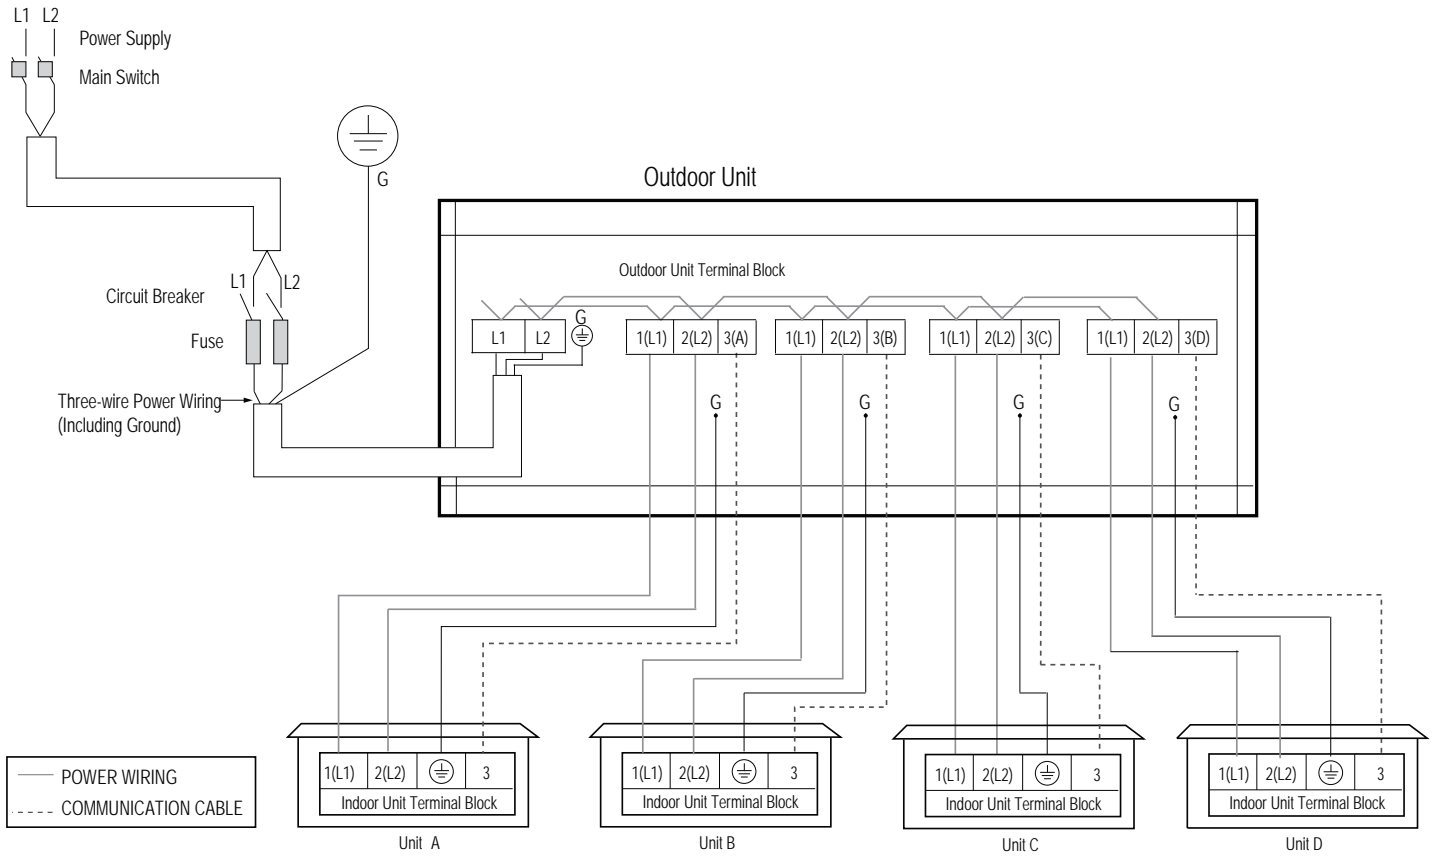 L1 L2
Power Supply
Main Switch
G
Outdoor Unit
Outdoor Unit Terminal Block
L1 L2
Circuit Breaker
Fuse
Three-wire Power Wiring
(Including Ground)
L1 L2 G
1(L1) 2(L2) 3(A)
1(L1) 2(L2) 3(B)
1(L1) 2(L2) 3(C)
1(L1) 2(L2) 3(D)
G
G
G
G
1(L1) 2(L2) 3
Indoor Unit Terminal Block
Unit A
1(L1) 2(L2) 3
Indoor Unit Terminal Block
Unit B
1(L1) 2(L2) 3
Indoor Unit Terminal Block
Unit C
1(L1) 2(L2) 3
Indoor Unit Terminal Block
Unit D
POWER WIRING
COMMUNICATION CABLE